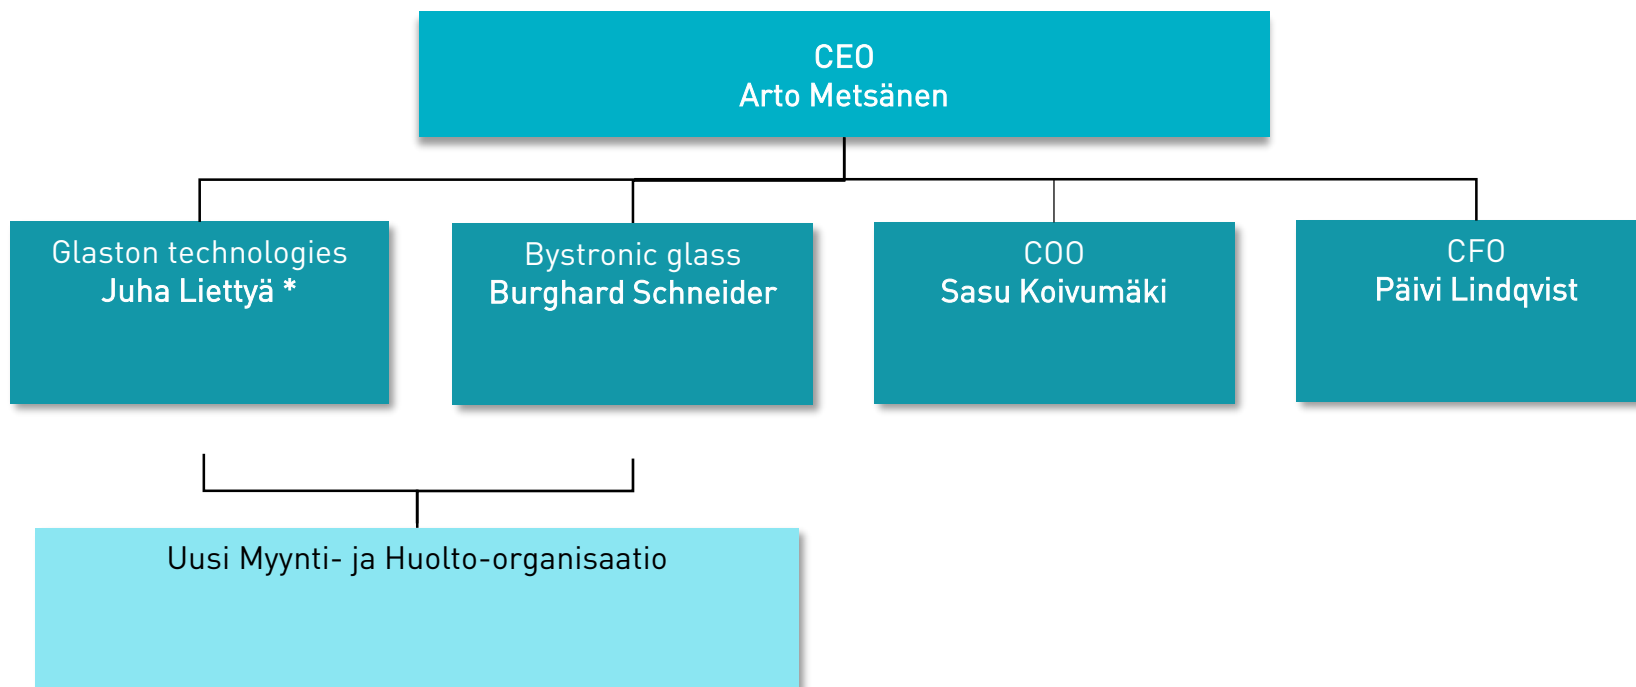 CEO
Arto Metsänen
Glaston technologies
Juha Liettyä *
Bystronic glass
Burghard Schneider
COO
Sasu Koivumäki
CFO
Päivi Lindqvist
Uusi Myynti- ja Huolto-organisaatio